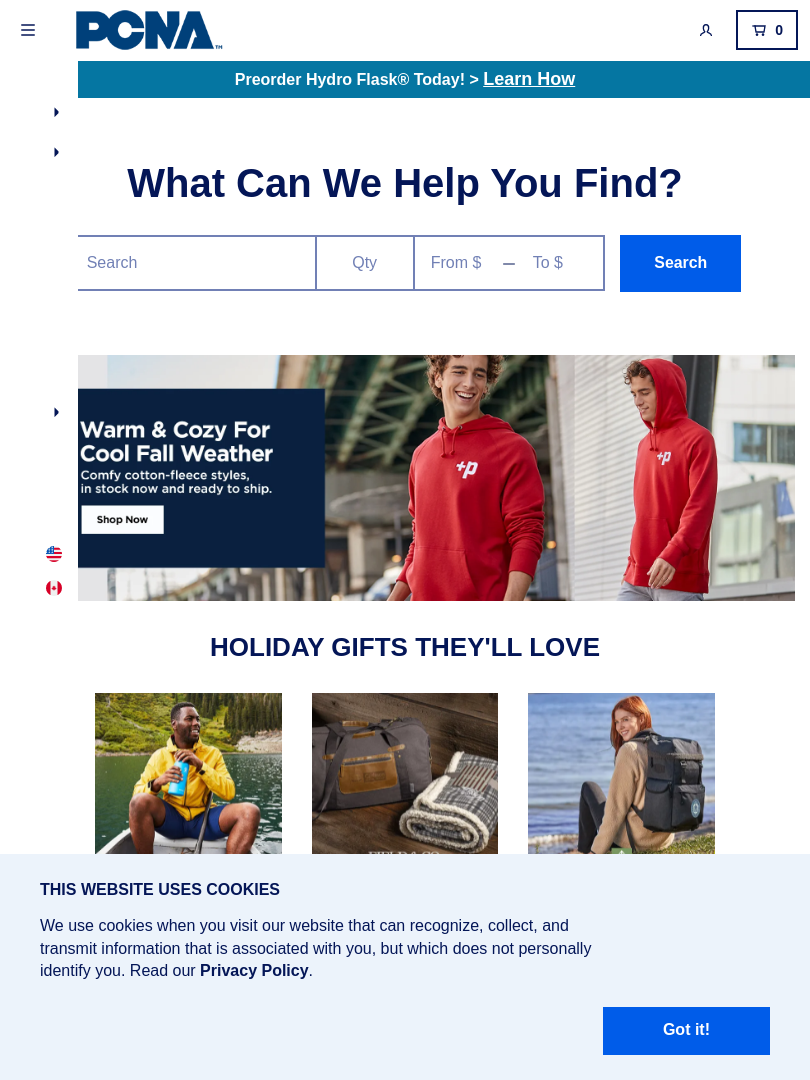 PCNA™
0
Preorder Hydro Flask® Today! > Learn How
What Can We Help You Find?
Search
Qty
From $
To $
Search
Warm & Cozy For
Cool Fall Weather
Comfy cotton-fleece styles,
in stock now and ready to ship.
Shop Now
+p
+p
HOLIDAY GIFTS THEY'LL LOVE
FIELD & CO
THIS WEBSITE USES COOKIES
We use cookies when you visit our website that can recognize, collect, and
transmit information that is associated with you, but which does not personally
identify you. Read our Privacy Policy.
Got it!